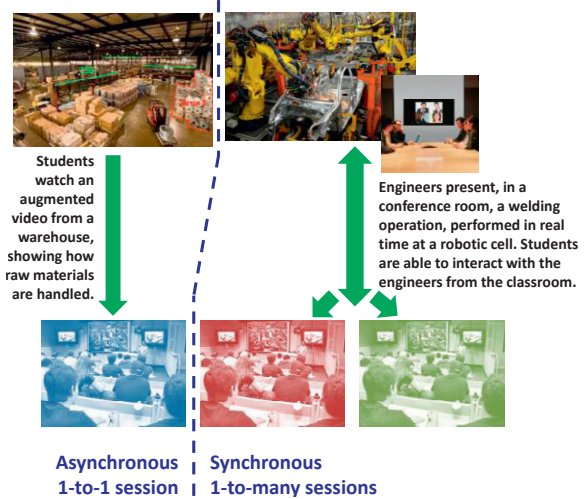 Students
watch an
augmented
video from a
warehouse,
showing how
raw materials
are handled.
Engineers present, in a
conference room, a welding
operation, performed in real
time at a robotic cell. Students
are able to interact with the
engineers from the classroom.
Asynchronous
1-to-1 session
Synchronous
1-to-many sessions